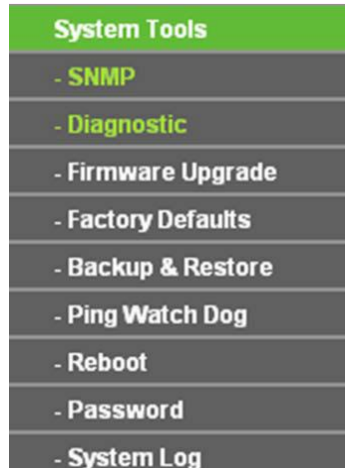 System Tools
- SNMP
- Diagnostic
- Firmware Upgrade
- Factory Defaults
- Backup & Restore
- Ping Watch Dog
- Reboot
- Password
- System Log